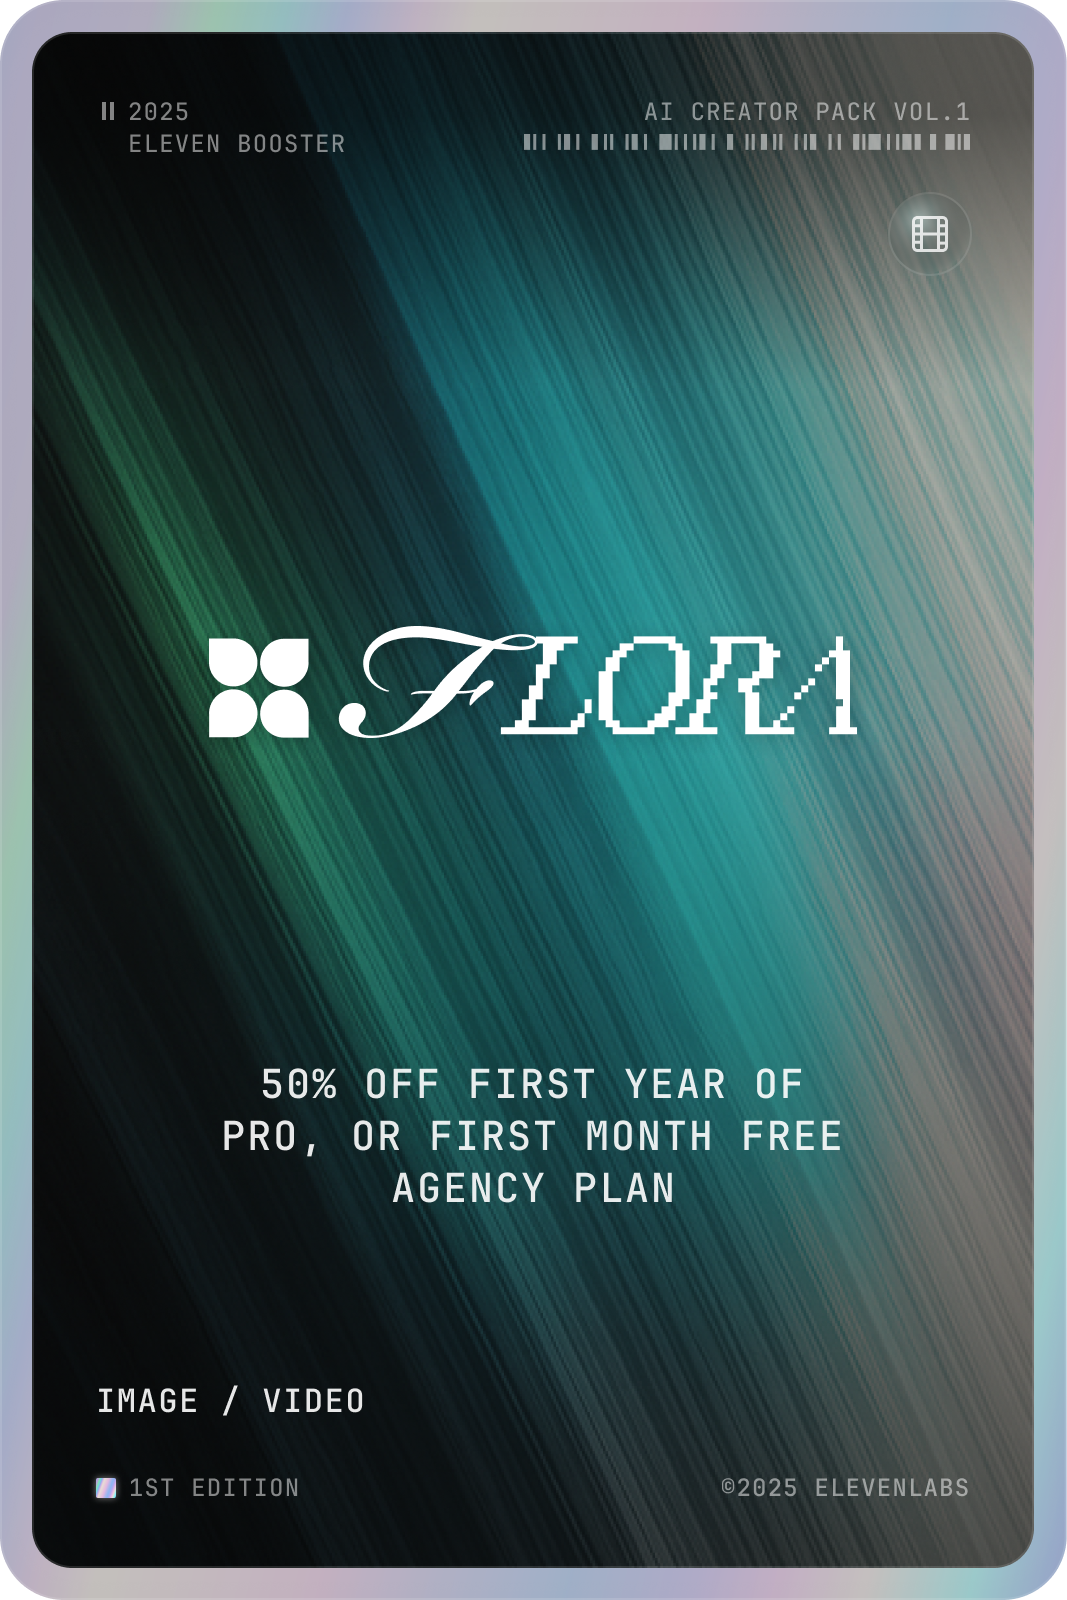 2025
ELEVEN BOOSTER
AI CREATOR PACK VOL.1
FLORA
50% OFF FIRST YEAR OF
PRO, OR FIRST MONTH FREE
AGENCY PLAN
IMAGE / VIDEO
1ST EDITION
©2025 ELEVENLABS